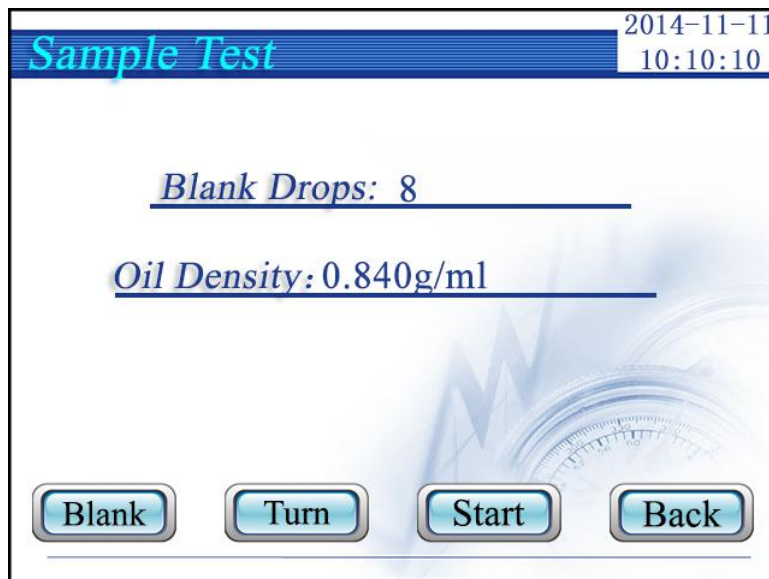 Sample Test
2014-11-11
10:10:10
Blank Drops: 8
Oil Density: 0.840g/ml
Blank
Turn
Start
Back